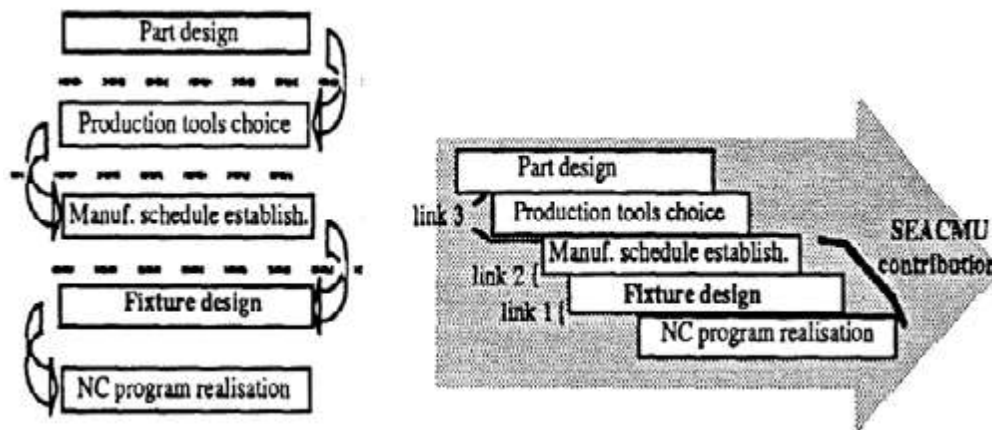 Part design
Production tools choice
Manuf. schedule establish.
Fixture design
NC program realisation
Part design
link 3
Production tools choice
Manuf. schedule establish.
link 2
Fixture design
link 1
NC program realisation
SEACMU
contribution